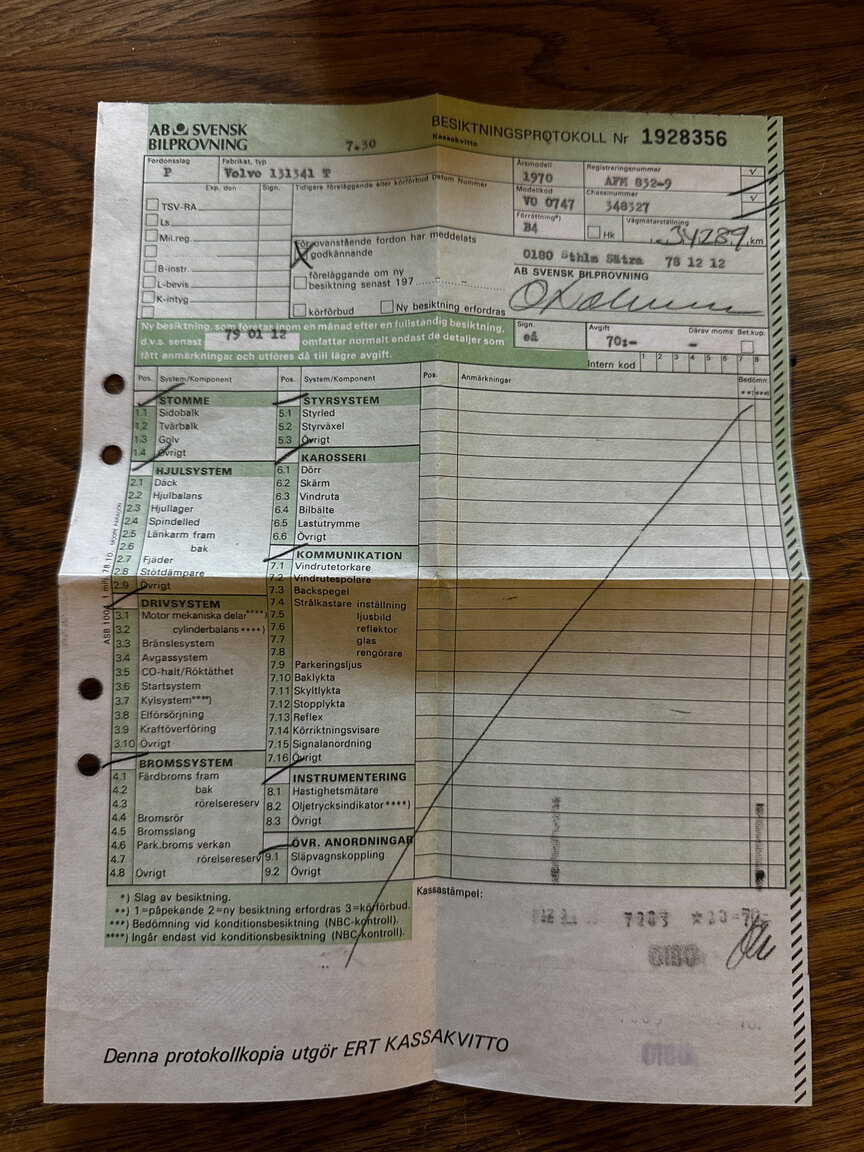 AB SVENSK
BILPROVNING
7.30
BESIKTNINGSPROTOKOLL Nr 1928356
Kassakvitto
Fordonsslag
P
Fabrikat, typ
Volvo 131341 T
Årsmodell
1970
Registreringsnummer
AFM 832-9
Modellkod
VO 0747
Chassinummer
348327
Förrättning*)
B4
Hk
Vägmätarställning
34289 km
Exp. den
Sign.
Tidigare föreläggande eller körförbud Datum Nummer
TSV-RA
Ls
Mil.reg.
B-instr.
L-bevis
K-intyg
För ovanstående fordon har meddelats
X godkännande
föreläggande om ny
besiktning senast 197
körförbud
Ny besiktning erfordras
0180 Sthlm Sätra 78 12 12
AB SVENSK BILPROVNING
Ny besiktning, som företas inom en månad efter en fullständig besiktning,
d.v.s. senast 79 01 12 omfattar normalt endast de detaljer som
fått anmärkningar och utföres då till lägre avgift.
Sign.
eå
Avgift
70:-
Därav moms
-
Bet.kup.
Intern kod
1 2 3 4 5 6 7 8
Pos. System/Komponent
Pos. System/Komponent
Pos. Anmärkningar
Bedömn.
**) ***)
STOMME
1.1 Sidobalk
1.2 Tvärbalk
1.3 Golv
1.4 Övrigt
HJULSYSTEM
2.1 Däck
2.2 Hjulbalans
2.3 Hjullager
2.4 Spindelled
2.5 Länkarm fram
2.6 bak
2.7 Fjäder
2.8 Stötdämpare
2.9 Övrigt
DRIVSYSTEM
3.1 Motor mekaniska delar****)
3.2 cylinderbalans****)
3.3 Bränslesystem
3.4 Avgassystem
3.5 CO-halt/Röktäthet
3.6 Startsystem
3.7 Kylsystem****)
3.8 Elförsörjning
3.9 Kraftöverföring
3.10 Övrigt
BROMSSYSTEM
4.1 Färdbroms fram
4.2 bak
4.3 rörelsereserv
4.4 Bromsrör
4.5 Bromsslang
4.6 Park.broms verkan
4.7 rörelsereserv
4.8 Övrigt
STYRSYSTEM
5.1 Styrled
5.2 Styrväxel
5.3 Övrigt
KAROSSERI
6.1 Dörr
6.2 Skärm
6.3 Vindruta
6.4 Bilbälte
6.5 Lastutrymme
6.6 Övrigt
KOMMUNIKATION
7.1 Vindrutetorkare
7.2 Vindrutespolare
7.3 Backspegel
7.4 Strålkastare inställning
7.5 ljusbild
7.6 reflektor
7.7 glas
7.8 rengörare
7.9 Parkeringsljus
7.10 Baklykta
7.11 Skyltlykta
7.12 Stopplykta
7.13 Reflex
7.14 Körriktningsvisare
7.15 Signalanordning
7.16 Övrigt
INSTRUMENTERING
8.1 Hastighetsmätare
8.2 Oljetrycksindikator****)
8.3 Övrigt
ÖVR. ANORDNINGAR
9.1 Släpvagnskoppling
9.2 Övrigt
*) Slag av besiktning.
**) 1=påpekande 2=ny besiktning erfordras 3=körförbud.
***) Bedömning vid konditionsbesiktning (NBC-kontroll).
****) Ingår endast vid konditionsbesiktning (NBC-kontroll).
Kassastämpel:
0180
0180
Denna protokollkopia utgör ERT KASSAKVITTO